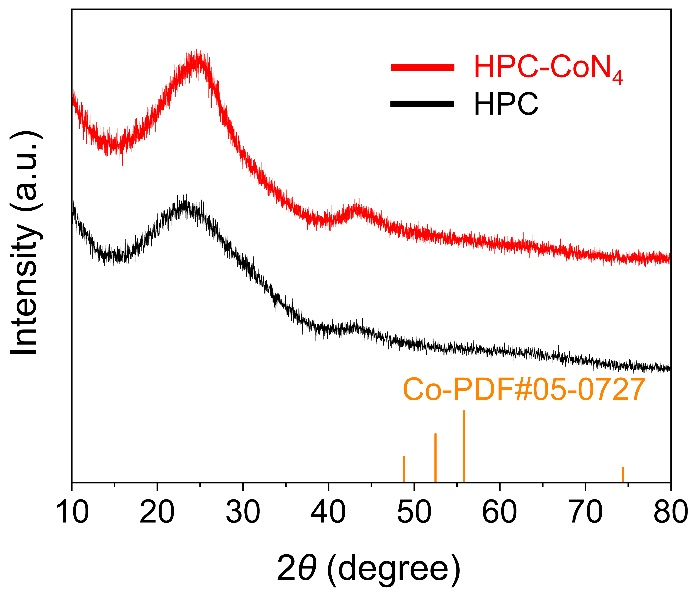 HPC-CoN₄
HPC
Intensity (a.u.)
Co-PDF#05-0727
10 20 30 40 50 60 70 80
2θ (degree)